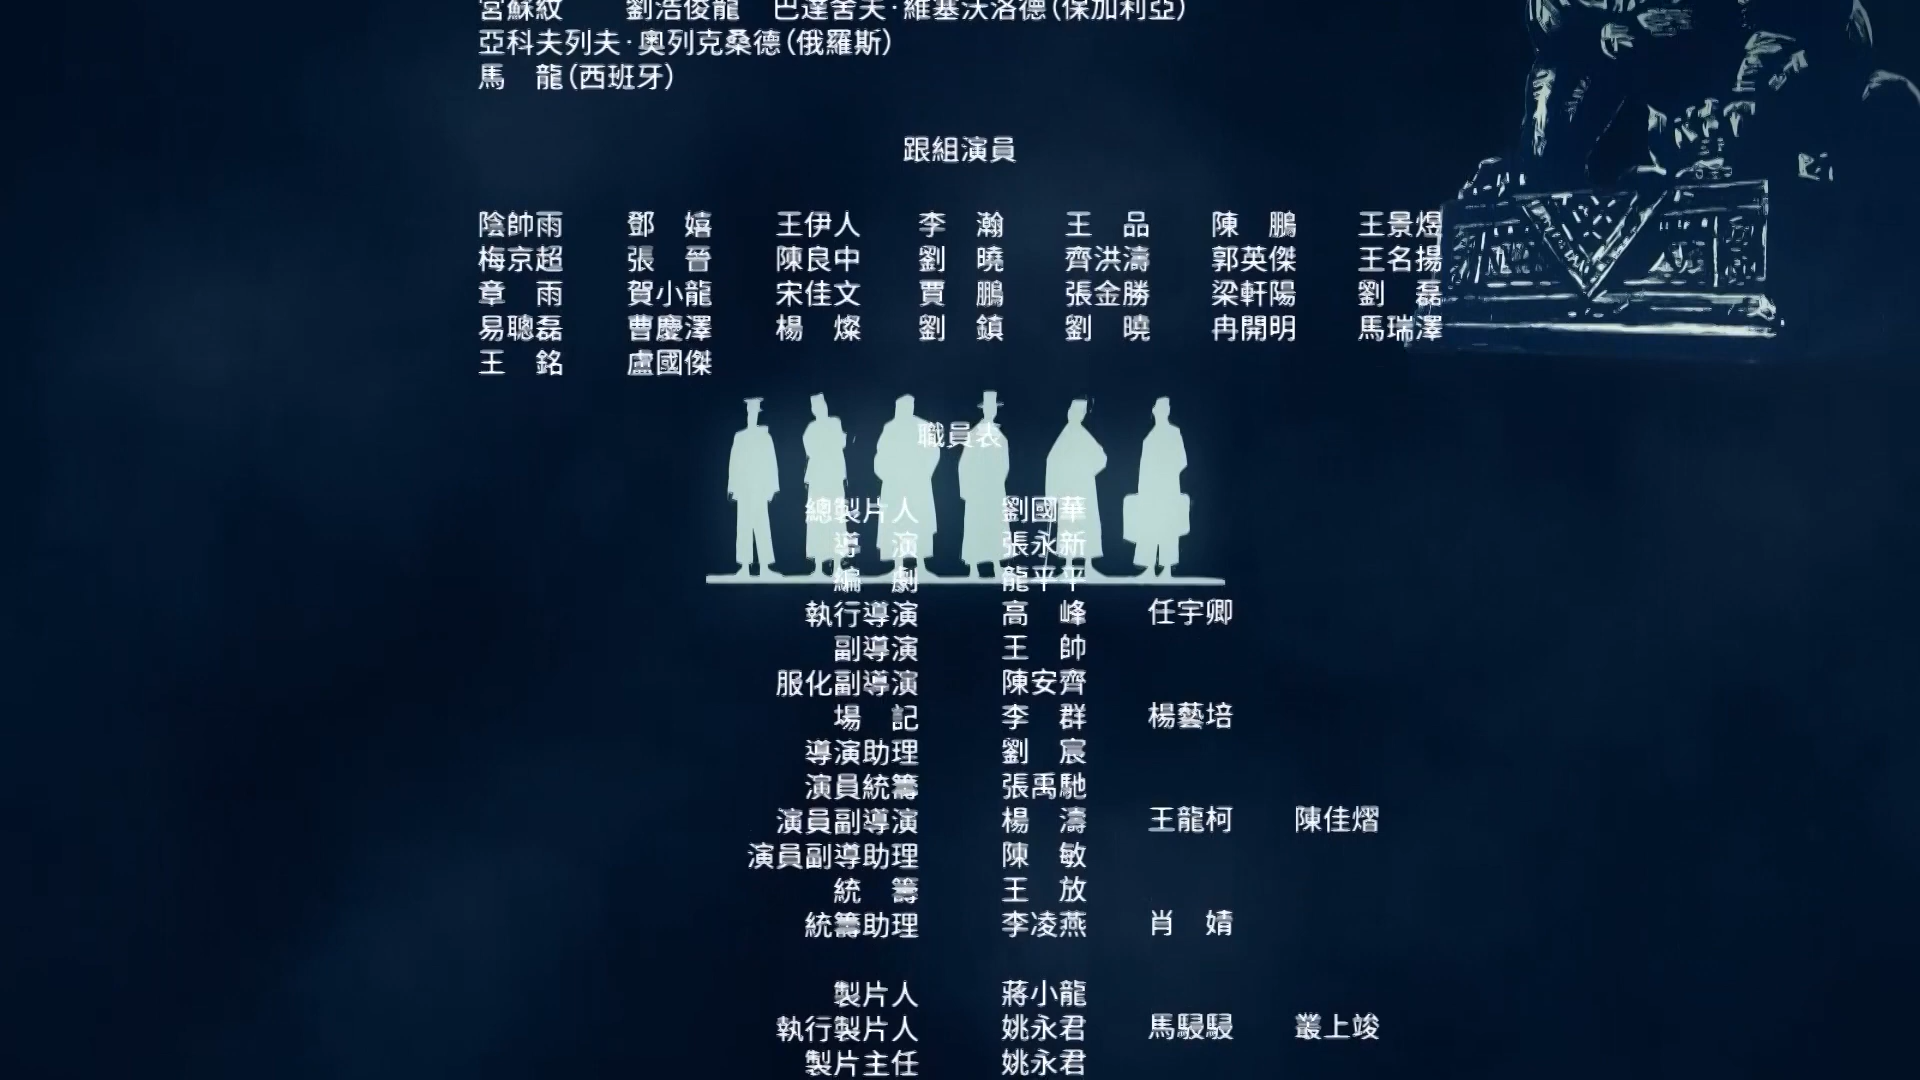 宮蘇紋 劉浩俊龍 巴達舍夫·維塞沃洛德(保加利亞)
亞科夫列夫·奧列克桑德(俄羅斯)
馬 龍(西班牙)
跟組演員
陰帥雨 鄧 嬉 王伊人 李 瀚 王 品 陳 鵬 王景煜
梅京超 張 晉 陳良中 劉 曉 齊洪濤 郭英傑 王名揚
章 雨 賀小龍 宋佳文 賈 鵬 張金勝 梁軒陽 劉 磊
易聰磊 曹慶澤 楊 燦 劉 鎮 劉 曉 冉開明 馬瑞澤
王 銘 盧國傑
職員表
總製片人 劉國華
導 演 張永新
編 劇 龍平平
執行導演 高 峰 任宇卿
副導演 王 帥
服化副導演 陳安齊
場 記 李 群 楊藝培
導演助理 劉 宸
演員統籌 張禹馳
演員副導演 楊 濤 王龍柯 陳佳熠
演員副導助理 陳 敏
統 籌 王 放
統籌助理 李凌燕 肖 婧
製片人 蔣小龍
執行製片人 姚永君 馬騣騣 叢上竣
製片主任 姚永君